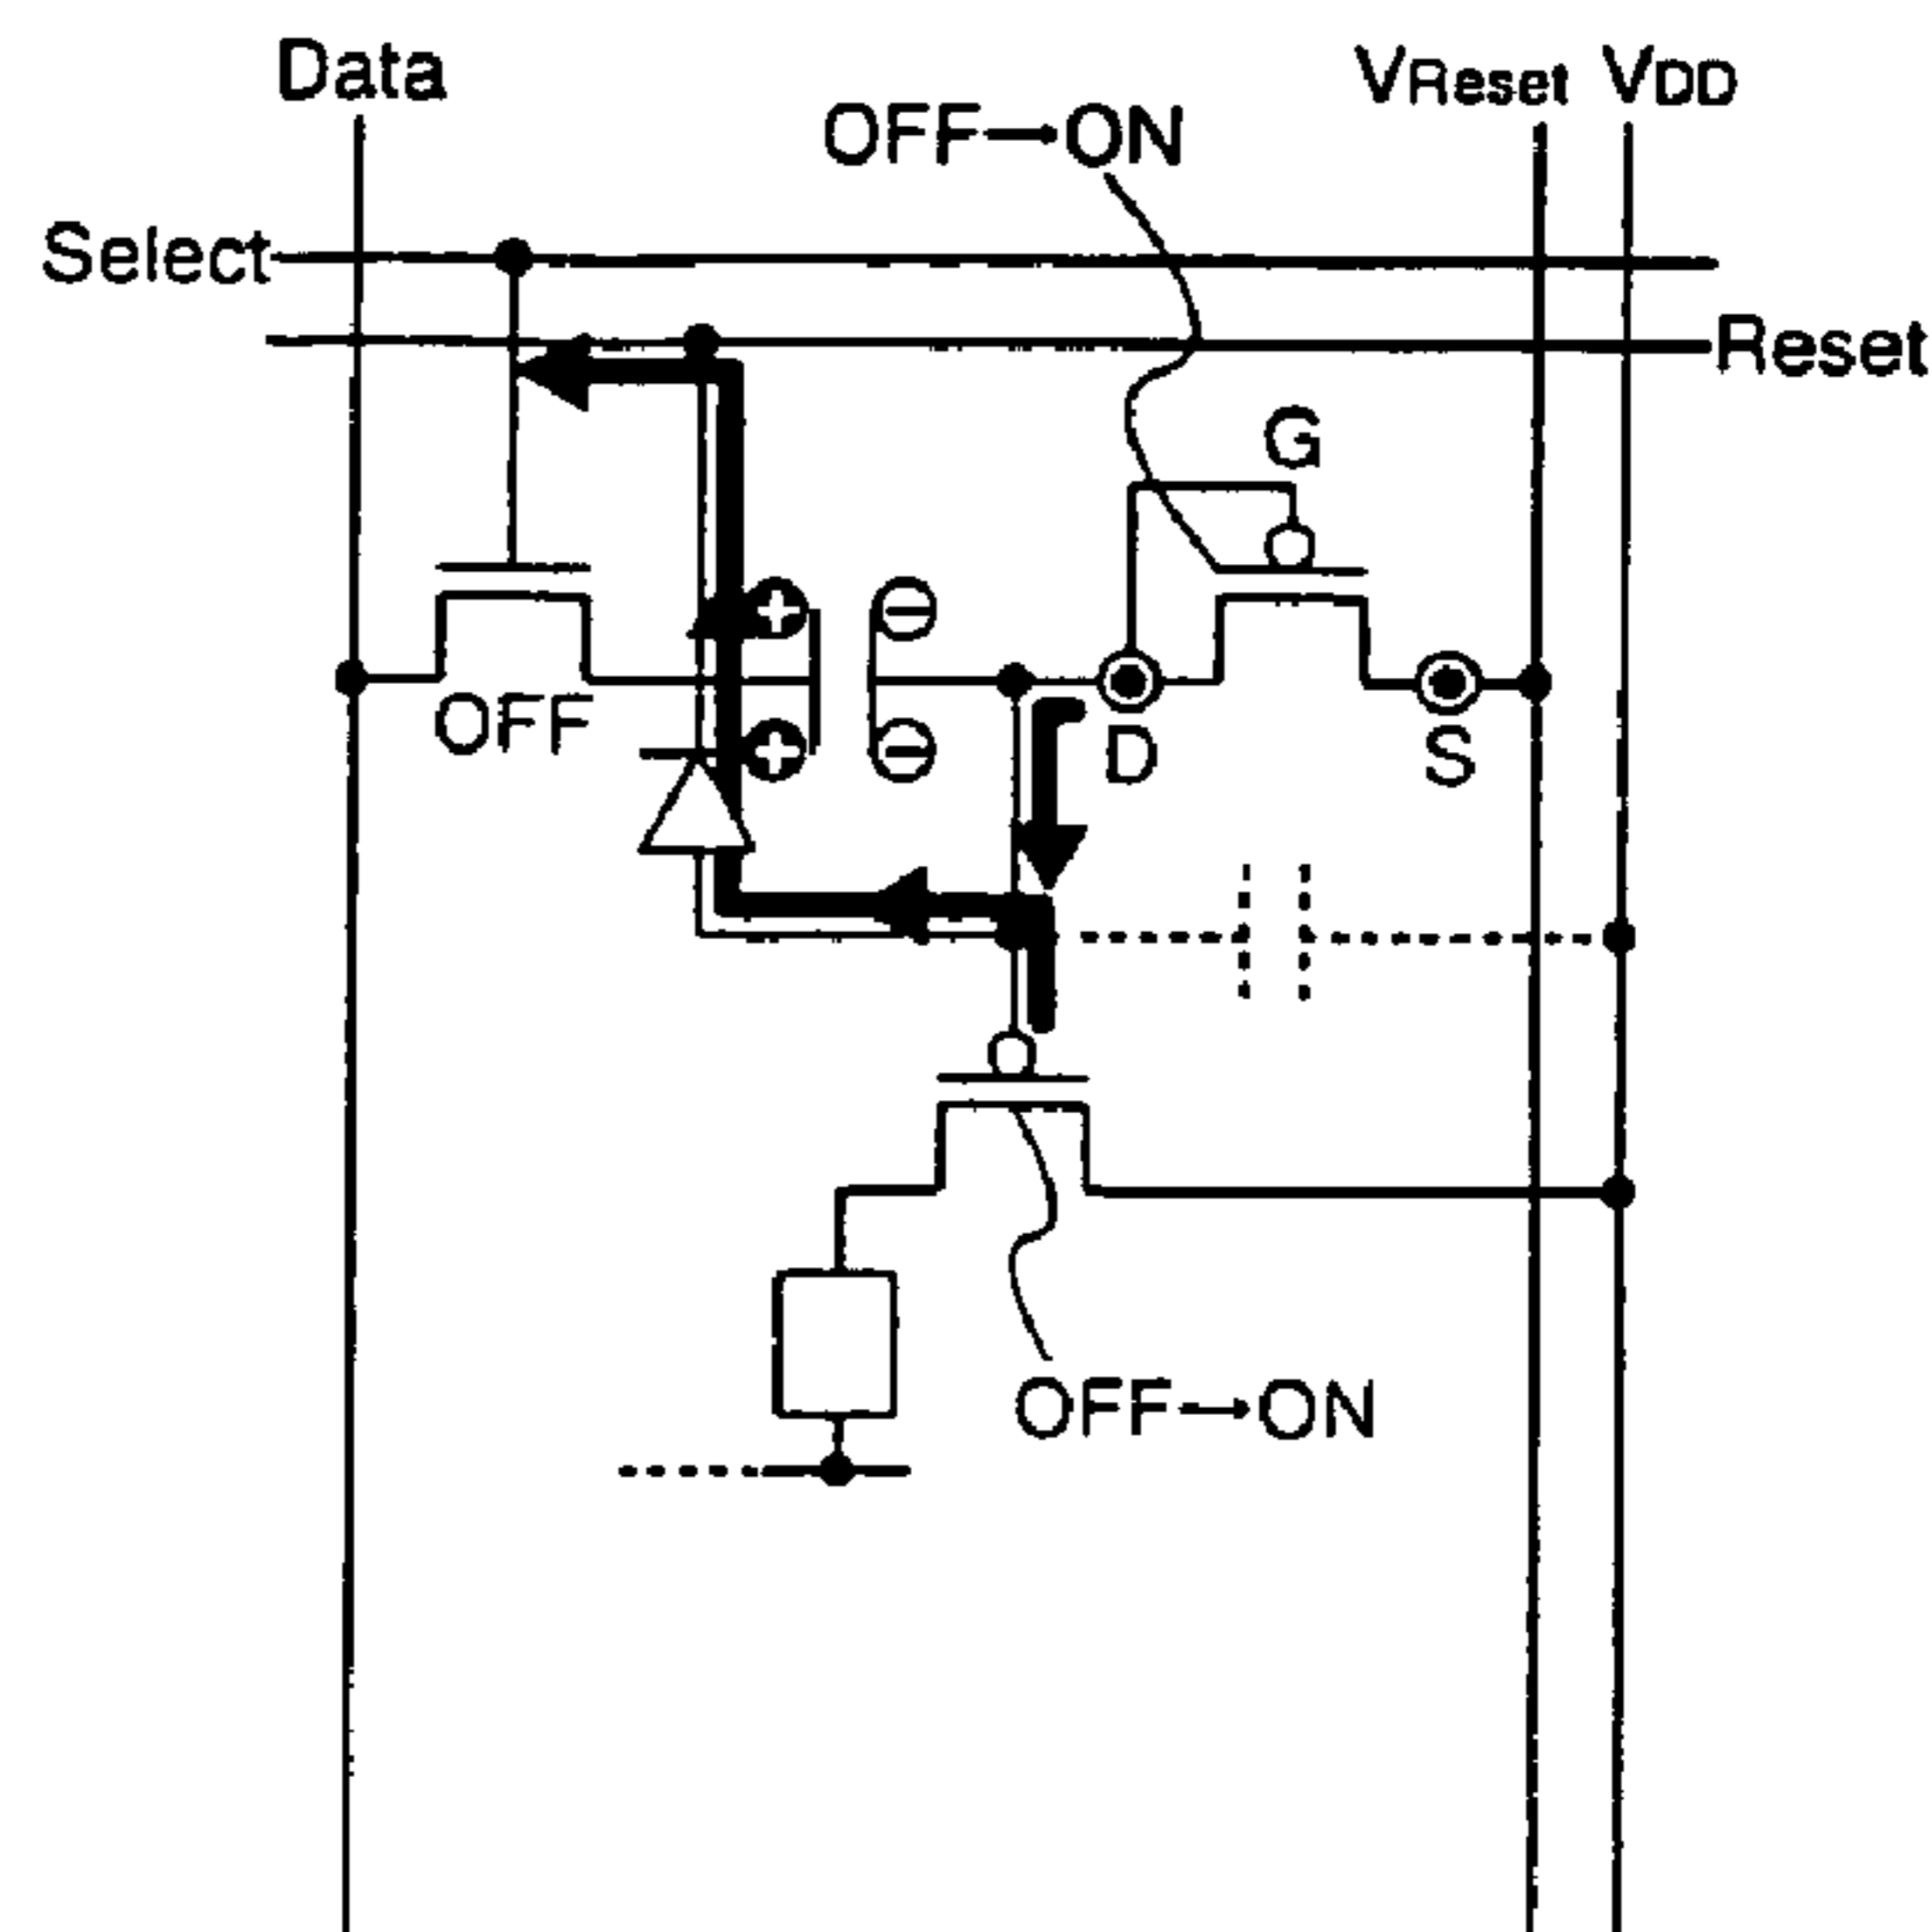 Data
VReset VDD
OFF→ON
Select
Reset
G
+ −
OFF
+ −
D
S
OFF→ON